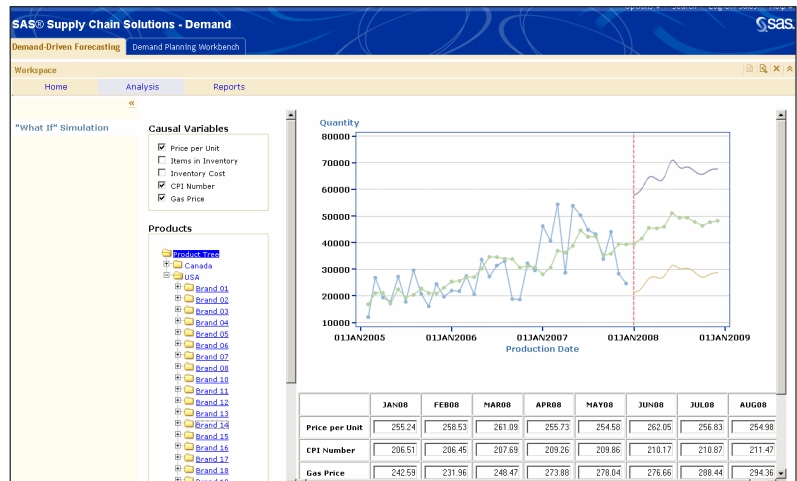 SAS® Supply Chain Solutions - Demand
sas.
Demand-Driven Forecasting Demand Planning Workbench
Workspace
Home Analysis Reports
"What If" Simulation
Causal Variables
Price per Unit
Items in Inventory
Inventory Cost
CPI Number
Gas Price
Products
Product Tree
Canada
USA
Brand 01
Brand 02
Brand 03
Brand 04
Brand 05
Brand 06
Brand 07
Brand 08
Brand 10
Brand 11
Brand 12
Brand 13
Brand 14
Brand 15
Brand 16
Brand 17
Brand 18
Quantity
80000
70000
60000
50000
40000
30000
20000
10000
01JAN2005 01JAN2006 01JAN2007 01JAN2008 01JAN2009
Production Date
JAN08 FEB08 MAR08 APR08 MAY08 JUN08 JUL08 AUG08
Price per Unit 255.24 258.53 261.09 255.73 254.58 262.05 256.83 254.98
CPI Number 206.51 206.45 207.69 209.26 209.86 210.17 210.87 211.47
Gas Price 242.59 231.96 248.47 273.88 278.04 276.66 288.44 294.36